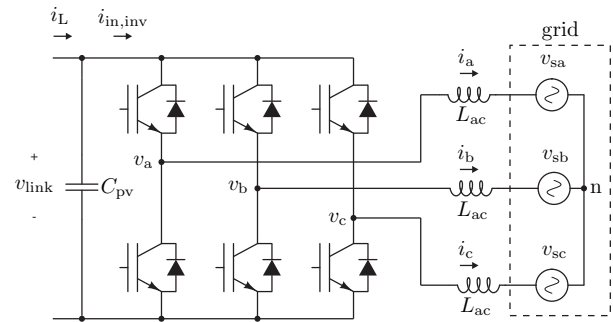 i_L
i_in,inv
grid
i_a
v_sa
L_ac
v_a
+
v_link
-
C_pv
v_b
i_b
v_sb
n
L_ac
v_c
i_c
v_sc
L_ac